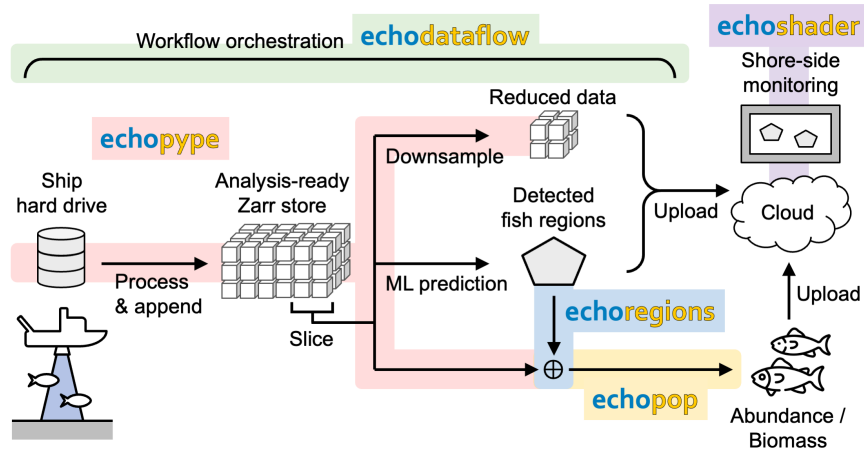 Workflow orchestration echodataflow
echoshader
Shore-side
monitoring
echopype
Reduced data
Downsample
Ship
hard drive
Analysis-ready
Zarr store
Detected
fish regions
Upload
Cloud
Process
& append
ML prediction
Slice
echoregions
Upload
echopop
Abundance /
Biomass